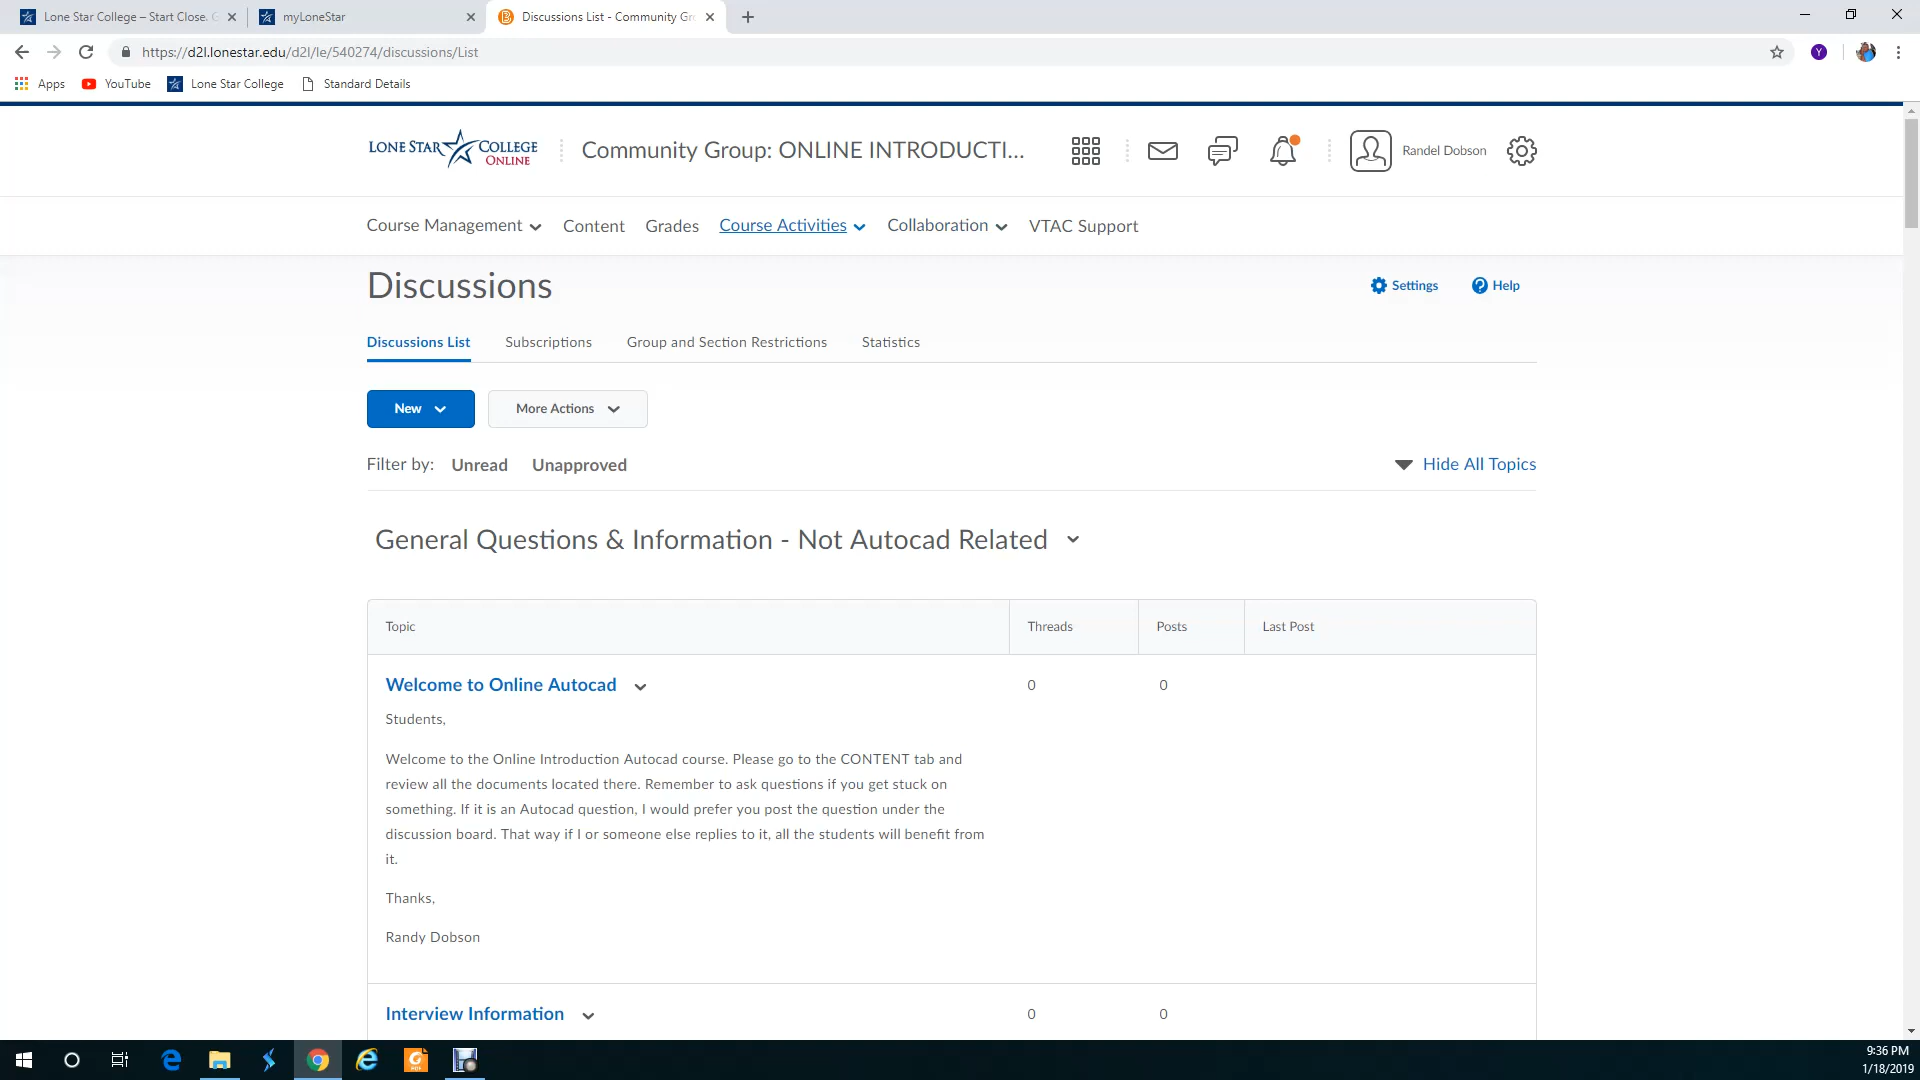 Lone Star College – Start Close.
myLoneStar
Discussions List - Community Gr
https://d2l.lonestar.edu/d2l/le/540274/discussions/List
Y
Apps
YouTube
Lone Star College
Standard Details
LONE STAR COLLEGE
ONLINE
Community Group: ONLINE INTRODUCTI...
Randel Dobson
Course Management
Content
Grades
Course Activities
Collaboration
VTAC Support
Discussions
Settings
Help
Discussions List
Subscriptions
Group and Section Restrictions
Statistics
New
More Actions
Filter by:
Unread
Unapproved
Hide All Topics
General Questions & Information - Not Autocad Related
Topic
Threads
Posts
Last Post
Welcome to Online Autocad
0
0
Students,
Welcome to the Online Introduction Autocad course. Please go to the CONTENT tab and
review all the documents located there. Remember to ask questions if you get stuck on
something. If it is an Autocad question, I would prefer you post the question under the
discussion board. That way if I or someone else replies to it, all the students will benefit from
it.
Thanks,
Randy Dobson
Interview Information
0
0
9:36 PM
1/18/2019